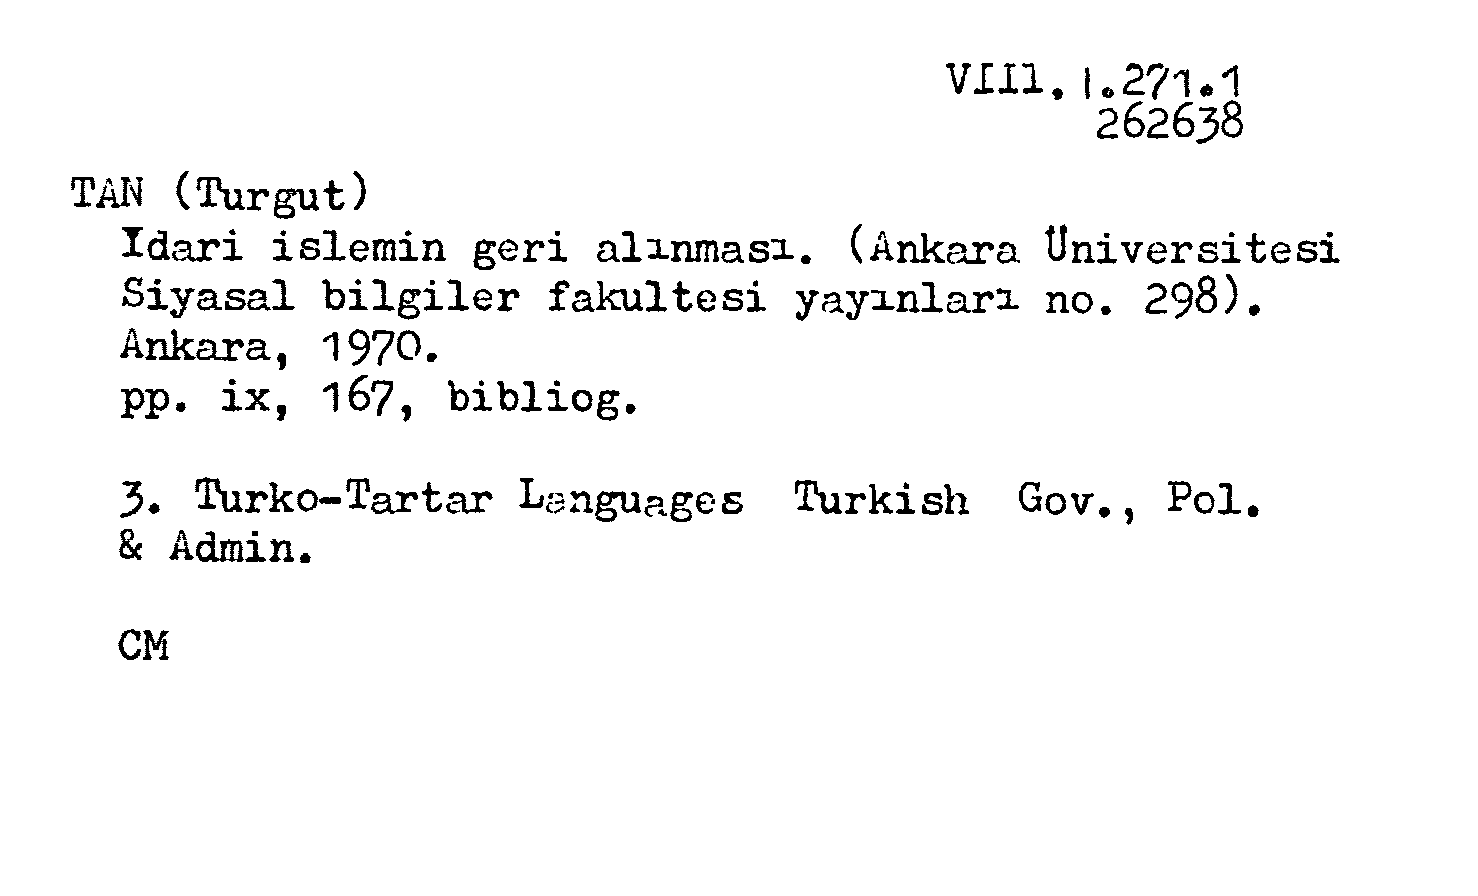 VIII. I.271.1
262638
TAN (Turgut)
Idari islemin geri alınması. (Ankara Üniversitesi
Siyasal bilgiler fakultesi yayınları no. 298).
Ankara, 1970.
pp. ix, 167, bibliog.
3. Turko-Tartar Languages Turkish Gov., Pol.
& Admin.
CM